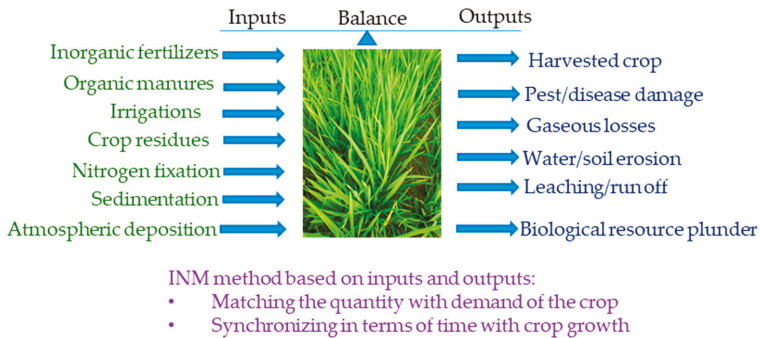 Inputs Balance Outputs
Inorganic fertilizers
Organic manures
Irrigations
Crop residues
Nitrogen fixation
Sedimentation
Atmospheric deposition
Harvested crop
Pest/disease damage
Gaseous losses
Water/soil erosion
Leaching/run off
Biological resource plunder
INM method based on inputs and outputs:
• Matching the quantity with demand of the crop
• Synchronizing in terms of time with crop growth